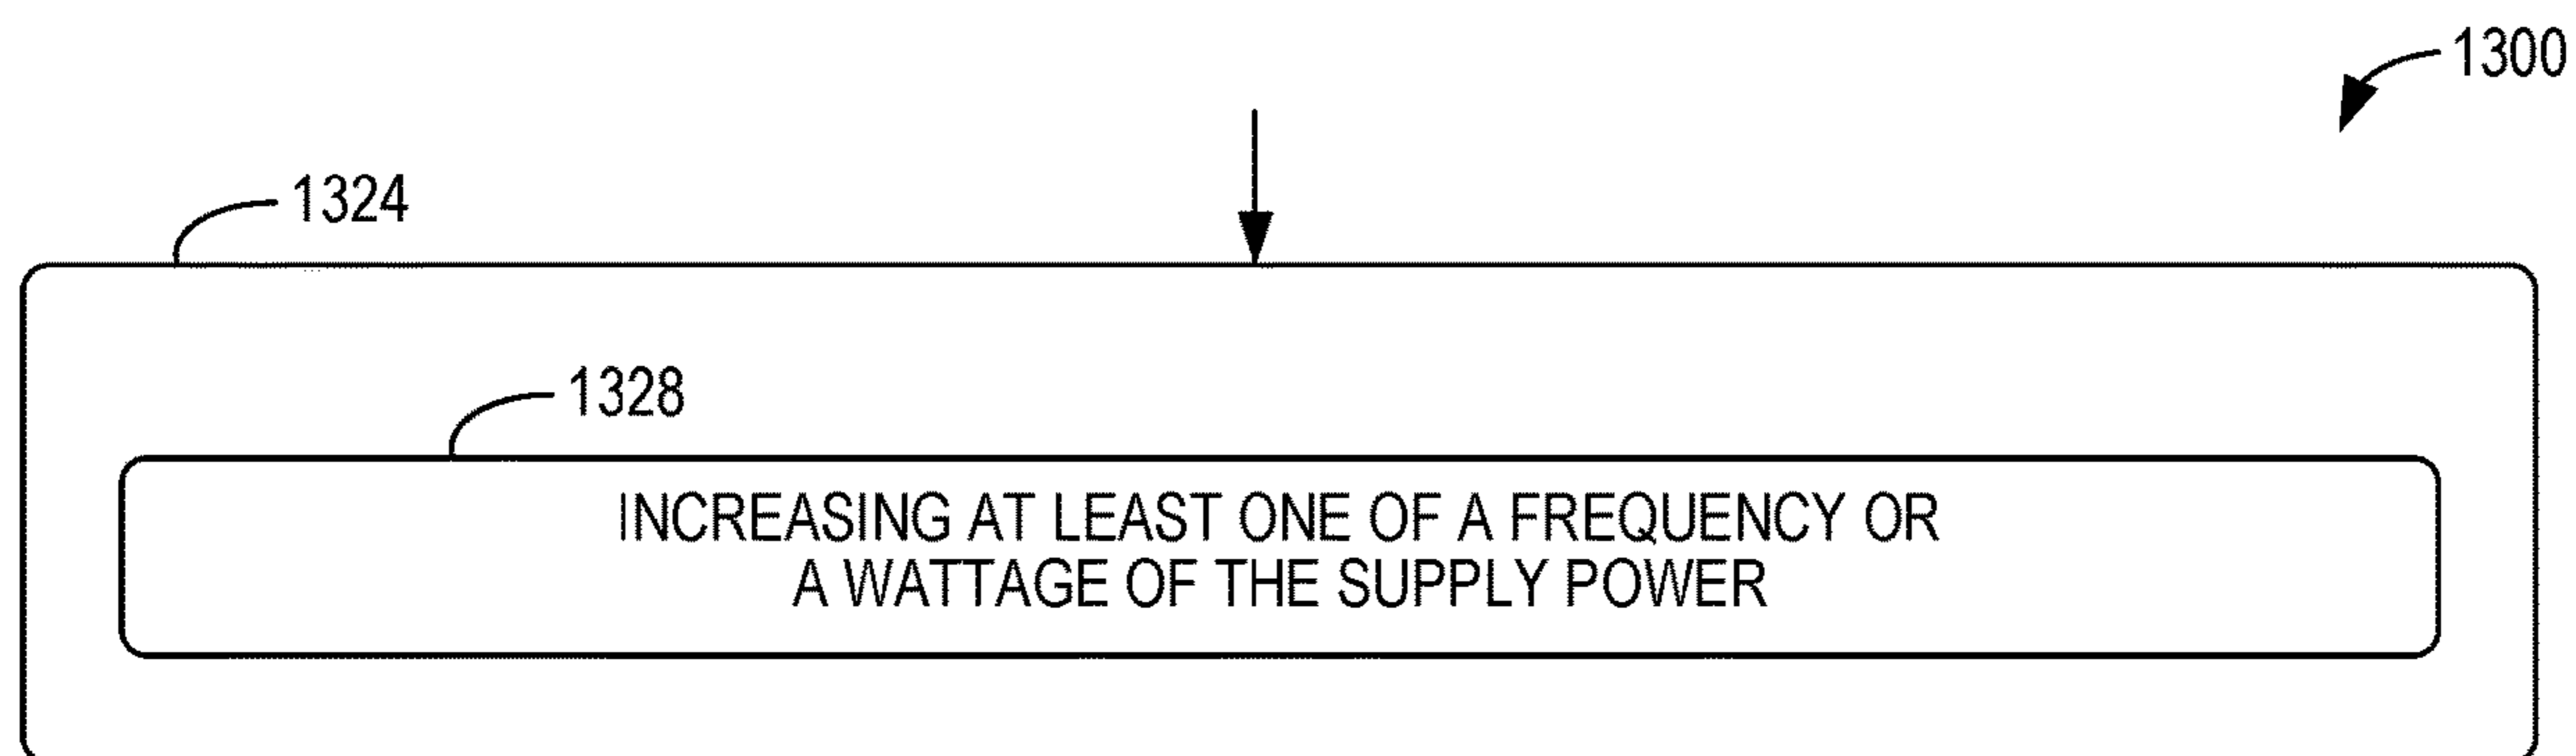 1300
1324
1328
INCREASING AT LEAST ONE OF A FREQUENCY OR
A WATTAGE OF THE SUPPLY POWER